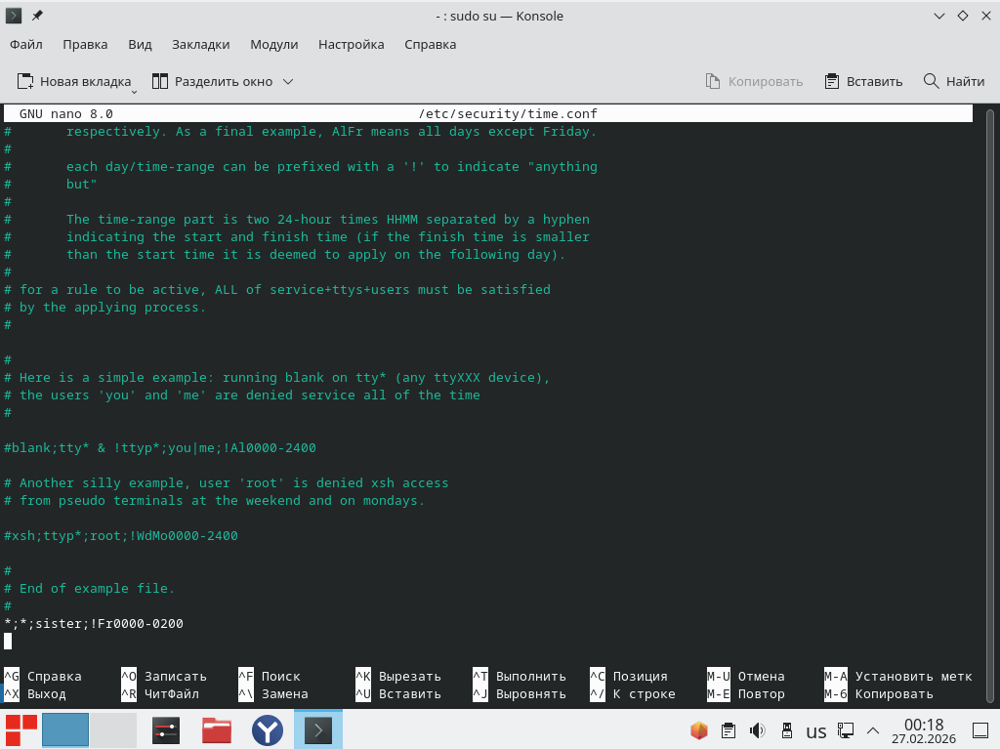 - : sudo su — Konsole
Файл Правка Вид Закладки Модули Настройка Справка
Новая вкладка Разделить окно Копировать Вставить Найти
GNU nano 8.0 /etc/security/time.conf
# respectively. As a final example, AlFr means all days except Friday.
#
# each day/time-range can be prefixed with a '!' to indicate "anything
# but"
#
# The time-range part is two 24-hour times HHMM separated by a hyphen
# indicating the start and finish time (if the finish time is smaller
# than the start time it is deemed to apply on the following day).
#
# for a rule to be active, ALL of service+ttys+users must be satisfied
# by the applying process.
#
#
# Here is a simple example: running blank on tty* (any ttyXXX device),
# the users 'you' and 'me' are denied service all of the time
#
#blank;tty* & !ttyp*;you|me;!Al0000-2400
# Another silly example, user 'root' is denied xsh access
# from pseudo terminals at the weekend and on mondays.
#xsh;ttyp*;root;!WdMo0000-2400
#
# End of example file.
#
*;*;sister;!Fr0000-0200
^G Справка ^O Записать ^F Поиск ^K Вырезать ^T Выполнить ^C Позиция M-U Отмена M-A Установить метк
^X Выход ^R ЧитФайл ^\ Замена ^U Вставить ^J Выровнять ^/ К строке M-E Повтор M-6 Копировать
us 00:18
27.02.2026